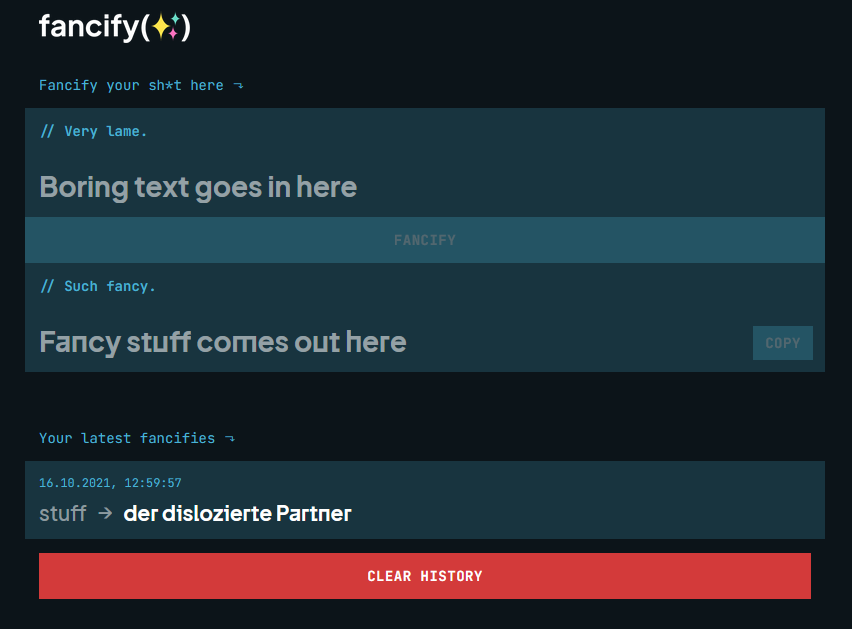 fancify(✨)
Fancify your sh*t here ⤵
// Very lame.
Boring text goes in here
FANCIFY
// Such fancy.
Fancy stuff comes out here
COPY
Your latest fancifies ⤵
16.10.2021, 12:59:57
stuff → der dislozierte Partner
CLEAR HISTORY